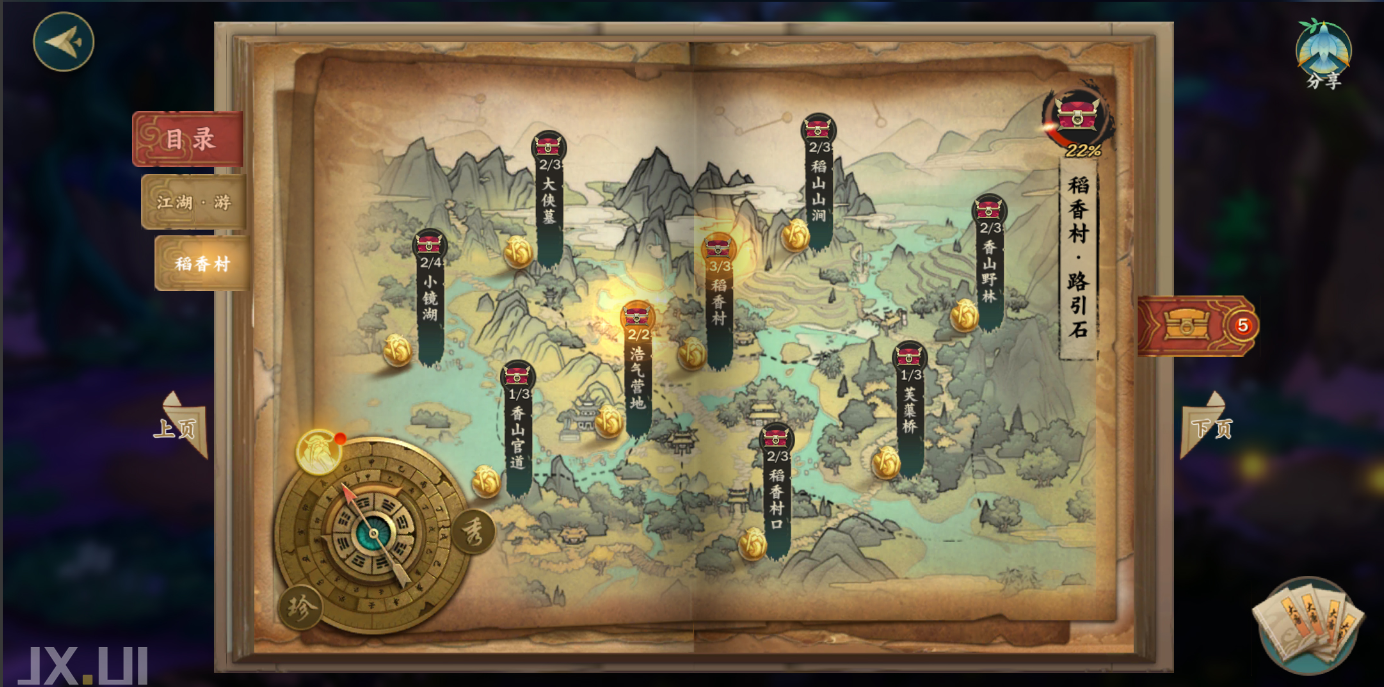 分享
目录
江湖·游
稻香村
22%
稻香村·路引石
2/3
大侠墓
2/3
稻山山涧
2/3
香山野林
2/4
小镜湖
3/3
稻香村
2/2
浩气营地
1/3
香山官道
1/3
芙蕖桥
2/3
稻香村口
5
上页
下页
秀
珍
JX.UI